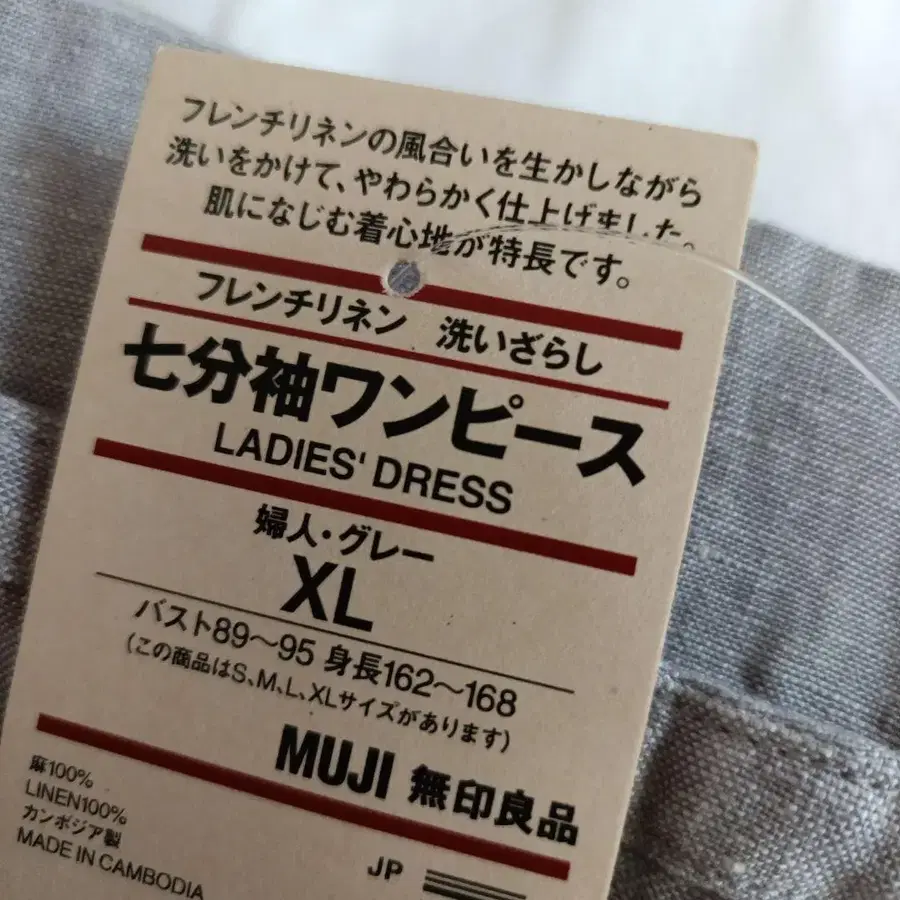 フレンチリネンの風合いを生かしながら
洗いをかけて、やわらかく仕上げました。
肌になじむ着心地が特長です。
フレンチリネン 洗いざらし
七分袖ワンピース
LADIES' DRESS
婦人・グレー
XL
バスト89〜95 身長162〜168
(この商品はS、M、L、XLサイズがあります)
MUJI 無印良品
麻100%
LINEN100%
カンボジア製
MADE IN CAMBODIA
JP